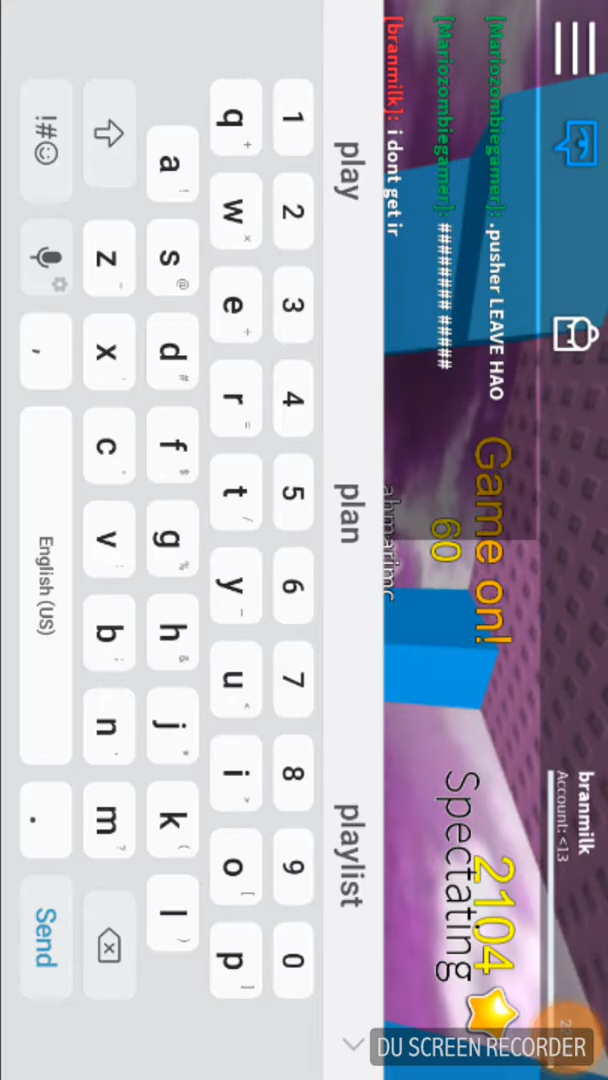 branmilk
Account: <13
[Mariozombiegamer]: .pusher LEAVE HAO
[Mariozombiegamer]: ######## #####
[branmilk]: i dont get ir
Game on!
60
2104
Spectating
ahmarimc
DU SCREEN RECORDER
play plan playlist
1 2 3 4 5 6 7 8 9 0
q w e r t y u i o p
a s d f g h j k l
z x c v b n m
!#☺ , English (US) . Send